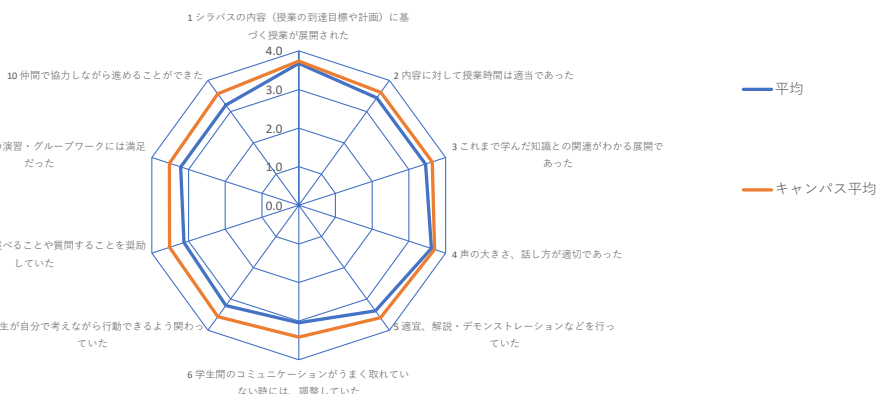 1 シラバスの内容（授業の到達目標や計画）に基
づく授業が展開された
4.0
3.0
2.0
1.0
0.0
2 内容に対して授業時間は適当であった
3 これまで学んだ知識との関連がわかる展開で
あった
4 声の大きさ、話し方が適切であった
5 適宜、解説・デモンストレーションなどを行っ
ていた
6 学生間のコミュニケーションがうまく取れてい
ない時には、調整していた
生が自分で考えながら行動できるよう関わっ
ていた
べることや質問することを奨励
していた
演習・グループワークには満足
だった
10 仲間で協力しながら進めることができた
平均
キャンパス平均